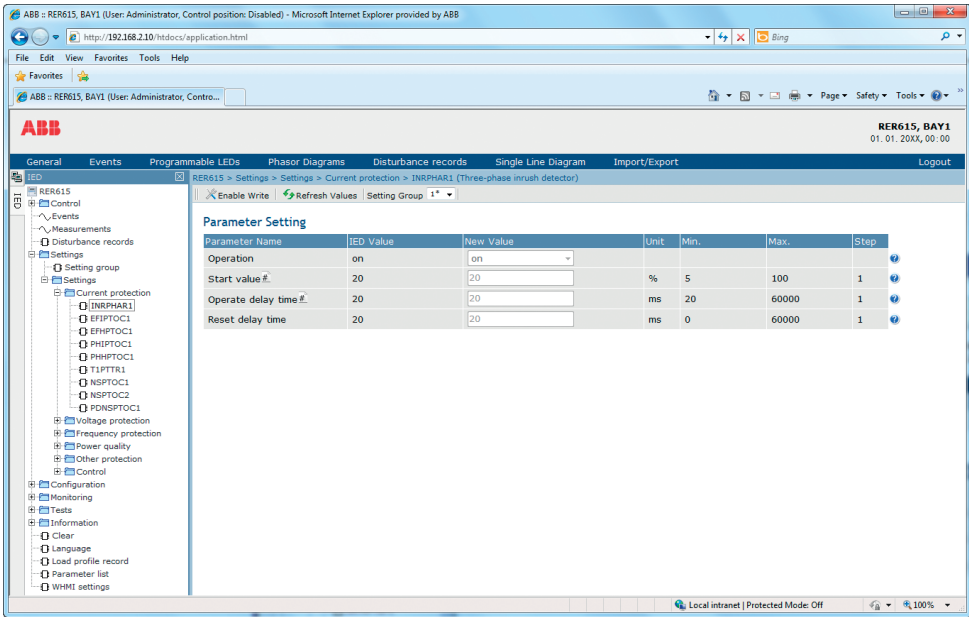 ABB :: RER615, BAY1 (User: Administrator, Control position: Disabled) - Microsoft Internet Explorer provided by ABB
http://192.168.2.10/htdocs/application.html
Bing
File Edit View Favorites Tools Help
Favorites
ABB :: RER615, BAY1 (User: Administrator, Contro...
Page Safety Tools
ABB
RER615, BAY1
01.01.20XX, 00:00
General Events Programmable LEDs Phasor Diagrams Disturbance records Single Line Diagram Import/Export Logout
IED
IED
RER615 > Settings > Settings > Current protection > INRPHAR1 (Three-phase inrush detector)
Enable Write Refresh Values Setting Group 1*
RER615
Control
Events
Measurements
Disturbance records
Settings
Setting group
Settings
Current protection
INRPHAR1
EFIPTOC1
EFHPTOC1
PHIPTOC1
PHHPTOC1
T1PTTR1
NSPTOC1
NSPTOC2
PDNSPTOC1
Voltage protection
Frequency protection
Power quality
Other protection
Control
Configuration
Monitoring
Tests
Information
Clear
Language
Load profile record
Parameter list
WHMI settings
Parameter Setting
Parameter Name IED Value New Value Unit Min. Max. Step
Operation on on
Start value # 20 20 % 5 100 1
Operate delay time # 20 20 ms 20 60000 1
Reset delay time 20 20 ms 0 60000 1
Local intranet | Protected Mode: Off
100%